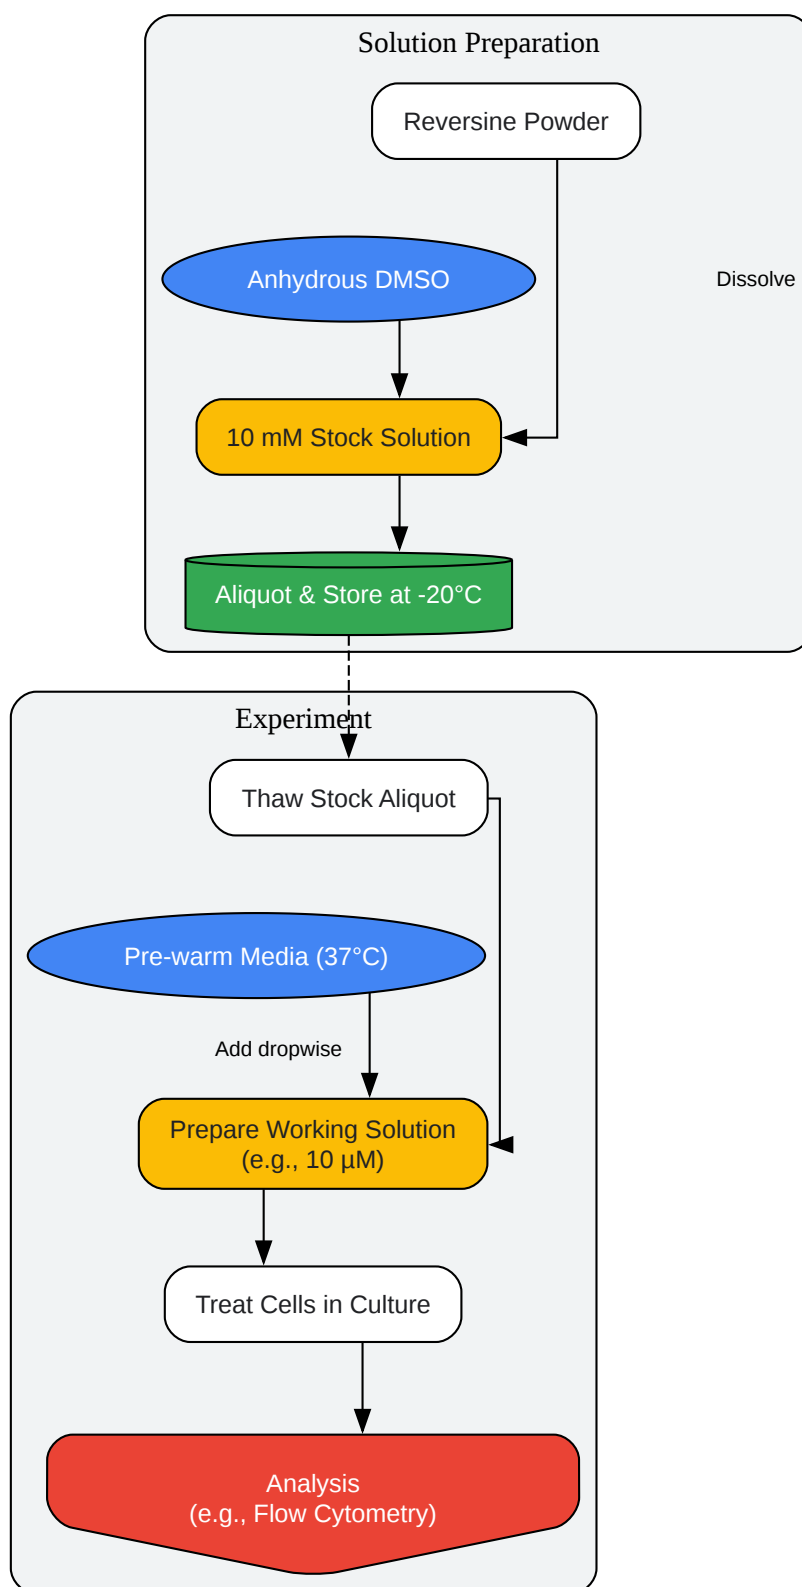 Solution Preparation
Reversine Powder
Anhydrous DMSO
Dissolve
10 mM Stock Solution
Aliquot & Store at -20°C
Experiment
Thaw Stock Aliquot
Pre-warm Media (37°C)
Add dropwise
Prepare Working Solution
(e.g., 10 µM)
Treat Cells in Culture
Analysis
(e.g., Flow Cytometry)